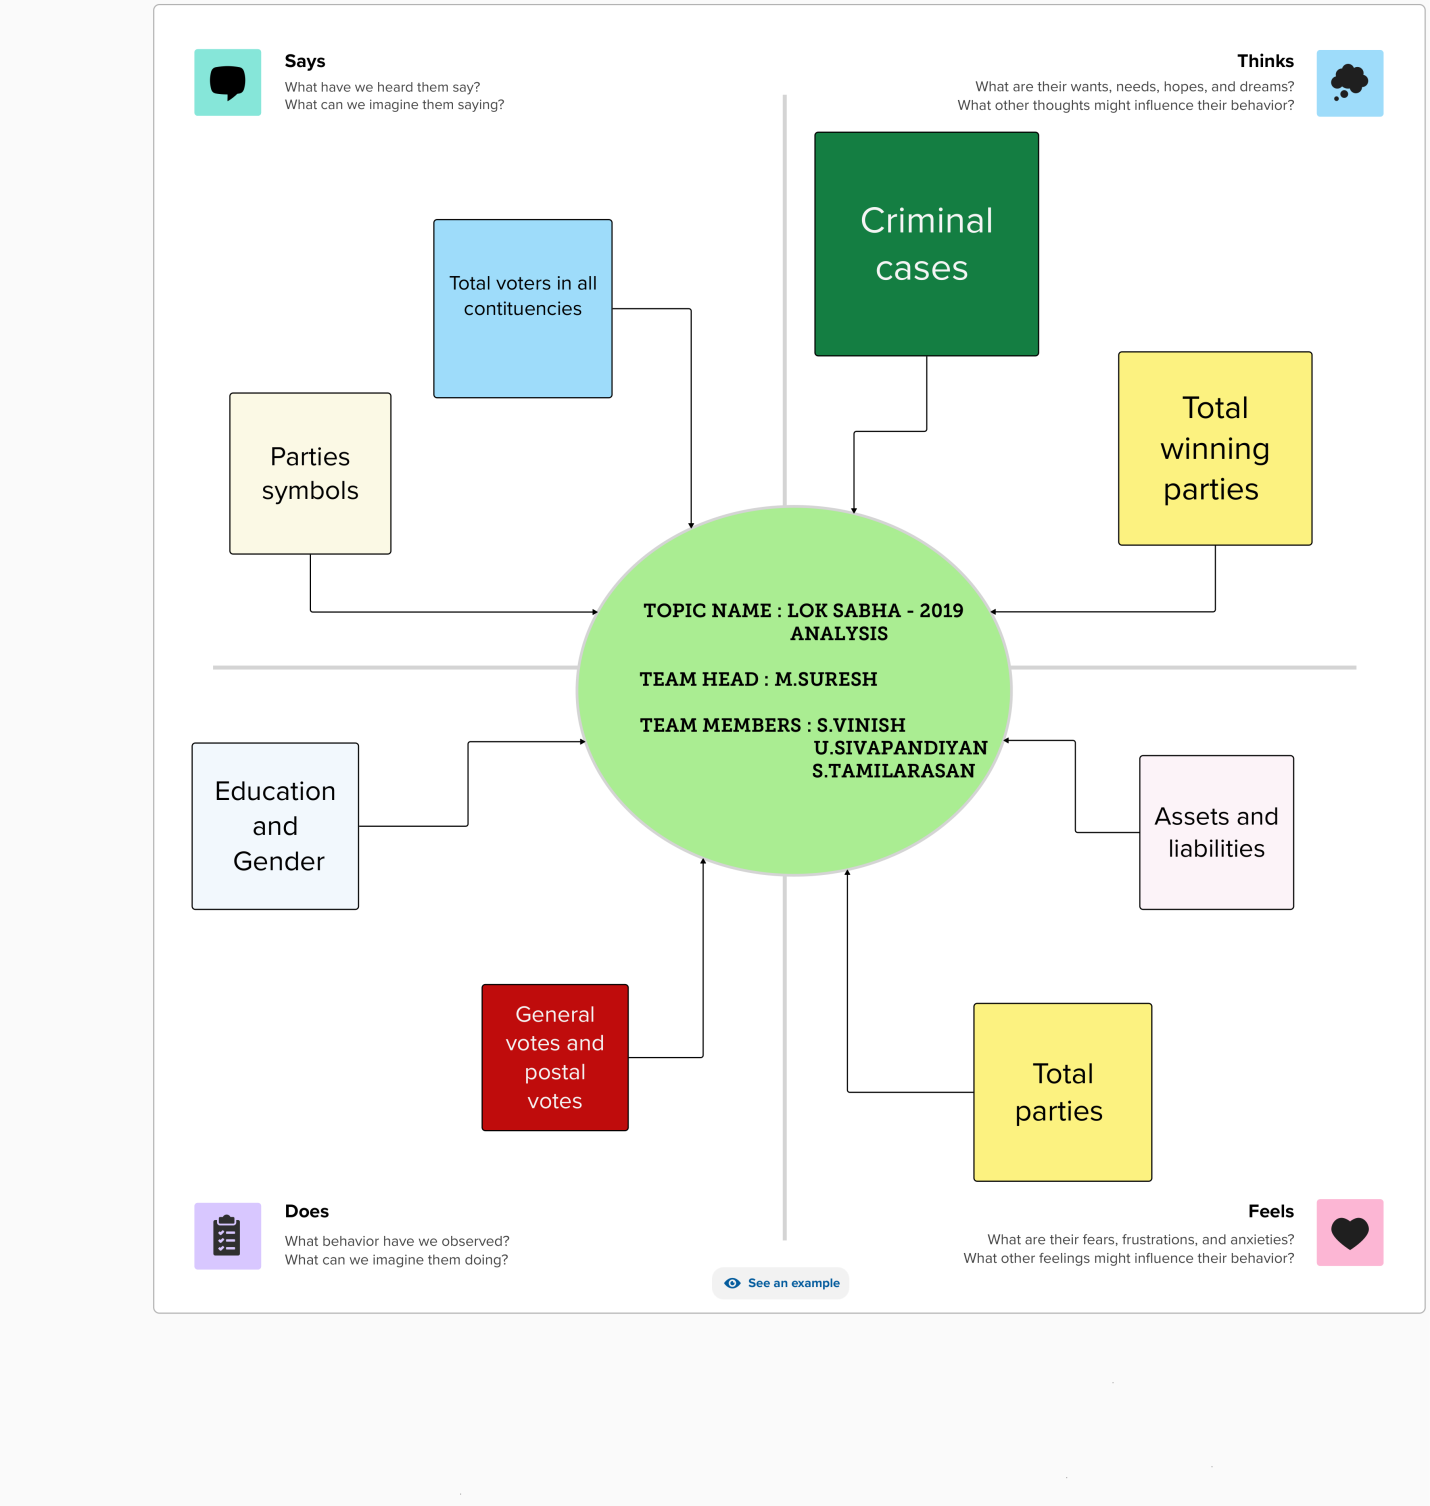 Says
What have we heard them say?
What can we imagine them saying?
Thinks
What are their wants, needs, hopes, and dreams?
What other thoughts might influence their behavior?
Criminal
cases
Total voters in all
contituencies
Total
winning
parties
Parties
symbols
TOPIC NAME : LOK SABHA - 2019
ANALYSIS
TEAM HEAD : M.SURESH
TEAM MEMBERS : S.VINISH
U.SIVAPANDIYAN
S.TAMILARASAN
Education
and
Gender
Assets and
liabilities
General
votes and
postal
votes
Total
parties
Does
What behavior have we observed?
What can we imagine them doing?
Feels
What are their fears, frustrations, and anxieties?
What other feelings might influence their behavior?
See an example